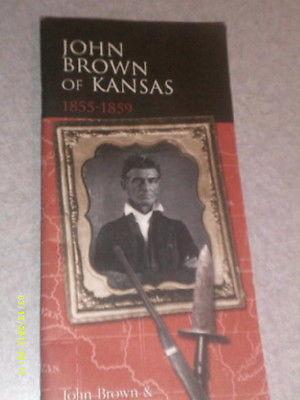 JOHN
BROWN
OF KANSAS
1855-1859
John Brown &